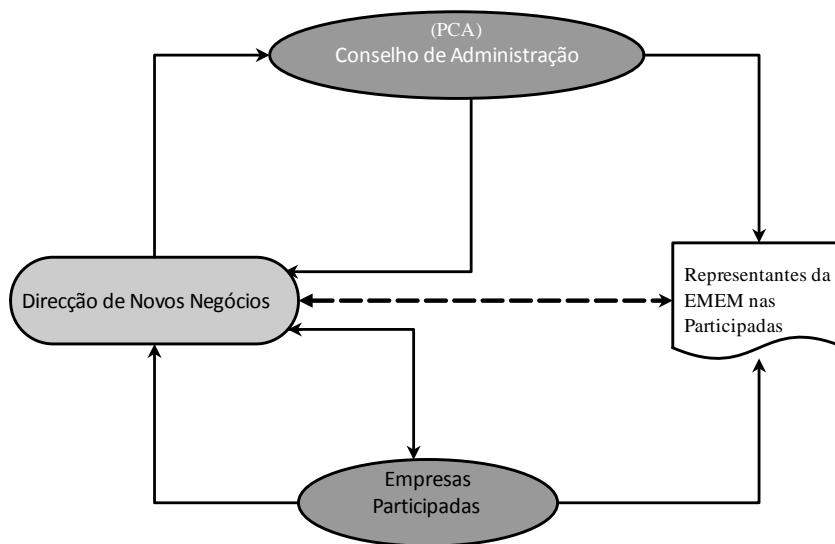 (PCA)
Conselho de Administração
Direcção de Novos Negócios
Representantes da
EMEM nas
Participadas
Empresas
Participadas